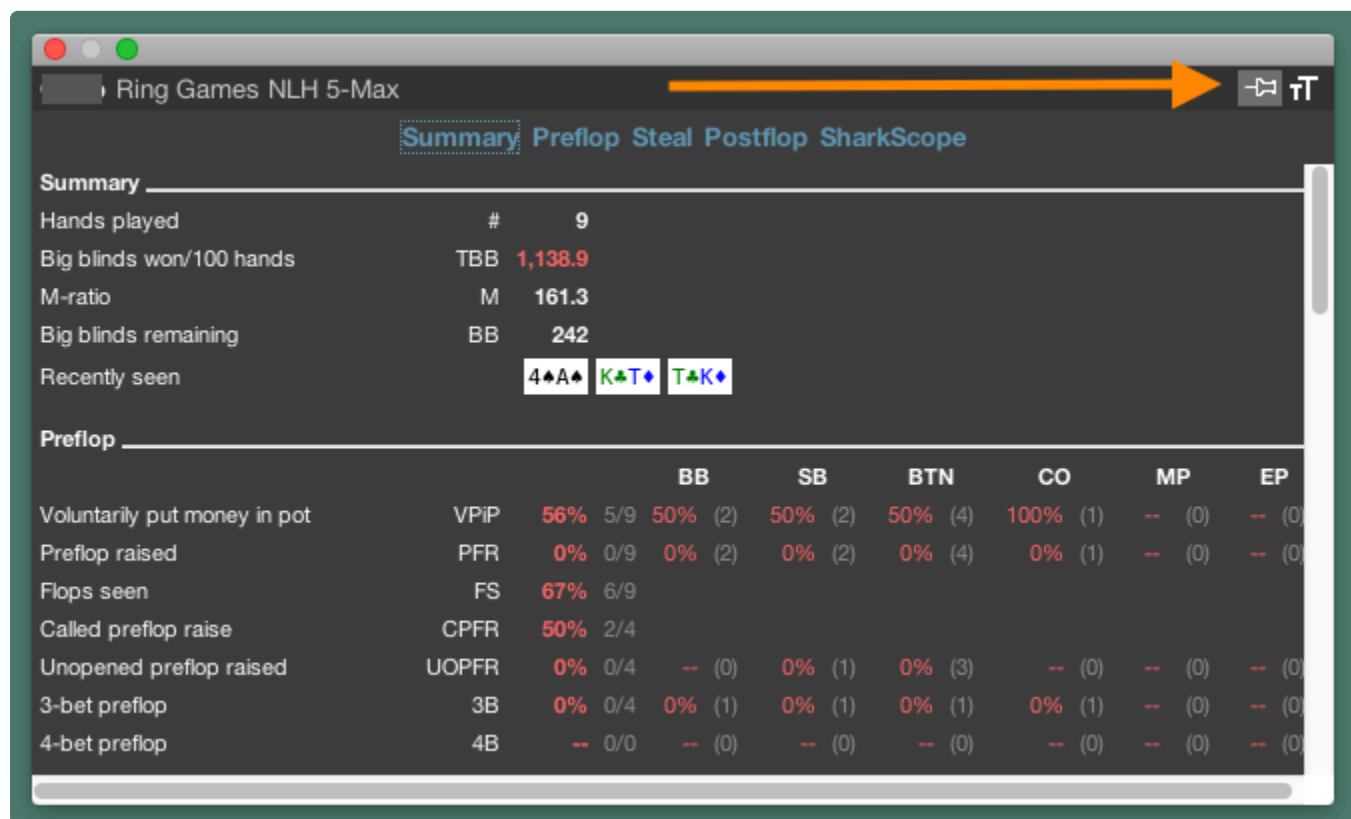 Ring Games NLH 5-Max
TT
Summary Preflop Steal Postflop SharkScope
Summary
Hands played # 9
Big blinds won/100 hands TBB 1,138.9
M-ratio M 161.3
Big blinds remaining BB 242
Recently seen 4♠A♠ K♣T♦ T♣K♦
Preflop
BB SB BTN CO MP EP
Voluntarily put money in pot VPiP 56% 5/9 50% (2) 50% (2) 50% (4) 100% (1) -- (0) -- (0)
Preflop raised PFR 0% 0/9 0% (2) 0% (2) 0% (4) 0% (1) -- (0) -- (0)
Flops seen FS 67% 6/9
Called preflop raise CPFR 50% 2/4
Unopened preflop raised UOPFR 0% 0/4 -- (0) 0% (1) 0% (3) -- (0) -- (0) -- (0)
3-bet preflop 3B 0% 0/4 0% (1) 0% (1) 0% (1) 0% (1) -- (0) -- (0)
4-bet preflop 4B -- 0/0 -- (0) -- (0) -- (0) -- (0) -- (0) -- (0)